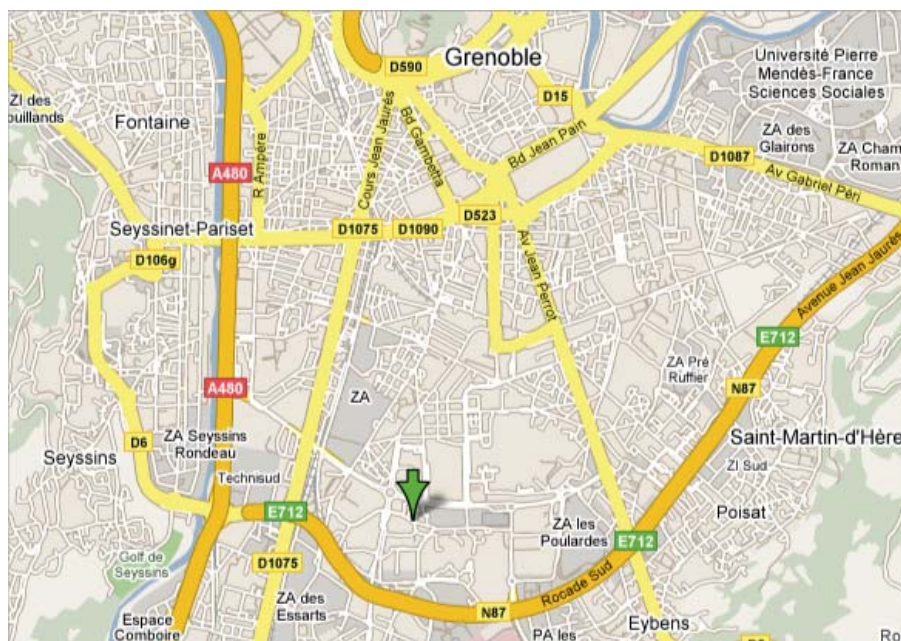 Grenoble
D590
Université Pierre
Mendès-France
Sciences Sociales
ZI des
D15
Fontaine
Bd Gambetta
Cours Jean Jaurès
R Ampère
Bd Jean Pain
ZA des
Glairons
ZA Cham
Roman
D1087
Av Gabriel Péri
A480
Seyssinet-Pariset
D1075
D1090
D523
D106g
Av Jean Perrot
Avenue Jean Jaurès
E712
ZA Pré
Ruffier
N87
A480
ZA
D6
ZA Seyssins
Rondeau
Seyssins
Technisud
Saint-Martin-d'Hère
ZI Sud
Poisat
E712
ZA les
Poulardes
E712
D1075
Golf de
Seyssins
Rocade Sud
ZA des
Essarts
N87
Espace
Comboire
Eybens
PA les